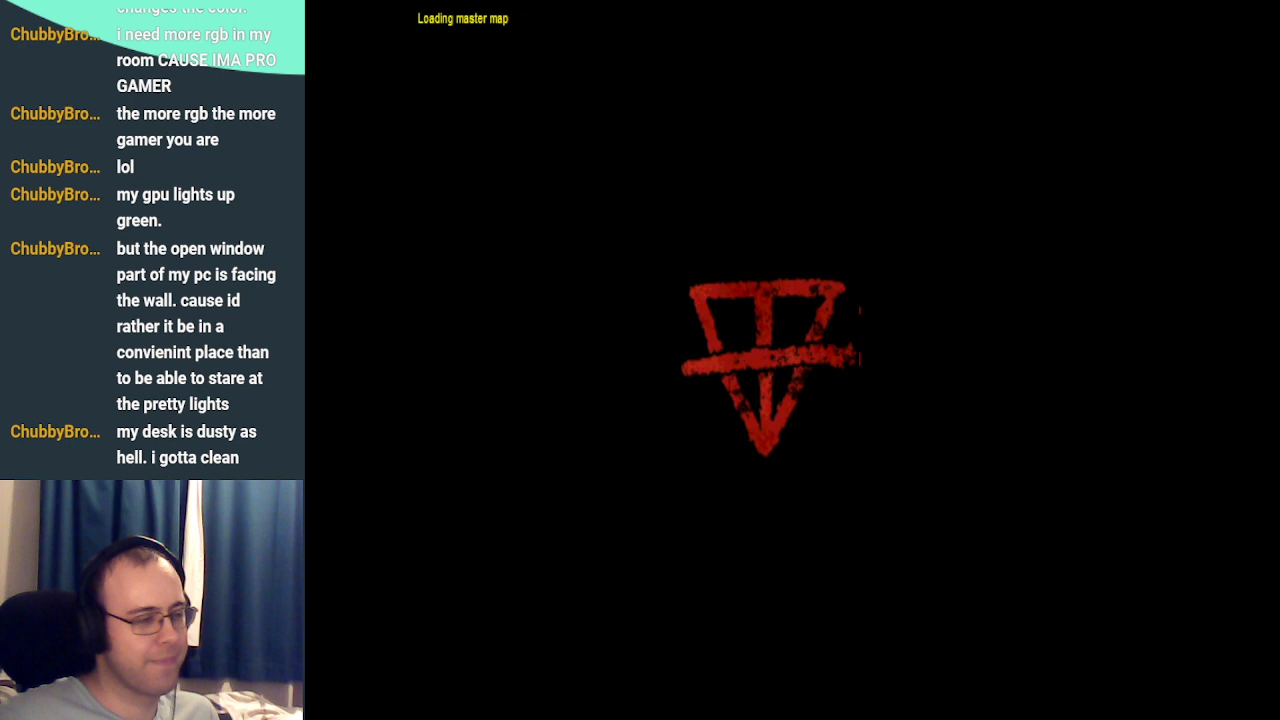 changes the color.
ChubbyBro... i need more rgb in my
room CAUSE IMA PRO
GAMER
ChubbyBro... the more rgb the more
gamer you are
ChubbyBro... lol
ChubbyBro... my gpu lights up
green.
ChubbyBro... but the open window
part of my pc is facing
the wall. cause id
rather it be in a
convienint place than
to be able to stare at
the pretty lights
ChubbyBro... my desk is dusty as
hell. i gotta clean
Loading master map